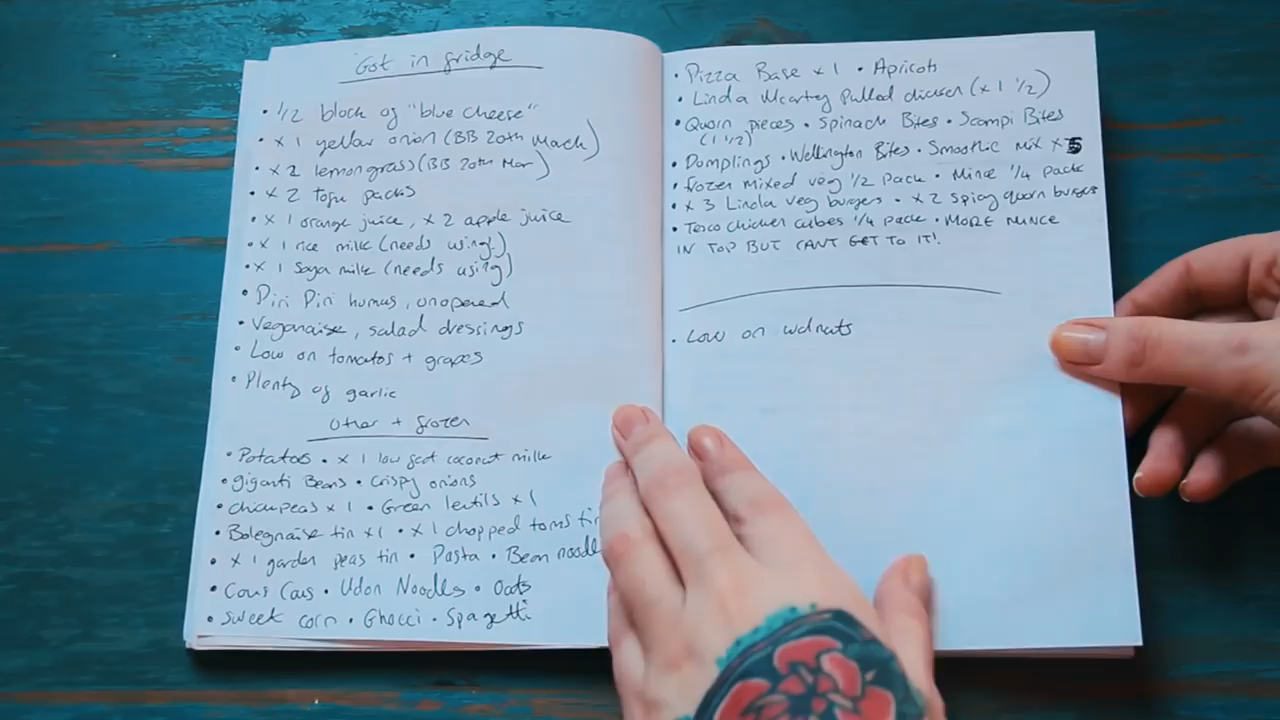 Got in fridge
• 1/2 block of "blue cheese"
• x 1 yellow onion (BB 20th March)
• x 2 lemongrass (BB 20th Mar)
• x 2 tofu packs
• x 1 orange juice, x 2 apple juice
• x 1 rice milk (needs using)
• x 1 Soya milk (needs using)
• Piri Piri humus, unopened
• Veganaise, salad dressings
• Low on tomatos + grapes
• Plenty of garlic
Other + frozen
• Potatoes • x 1 low fat coconut milk
• giganti Beans • Crispy onions
• chickpeas x 1 • Green lentils x 1
• Bolegnaise tin x1 • x 1 chopped toms tin
• x 1 garden peas tin • Pasta • Bean noodle
• Cous Cous • Udon Noodles • Oats
• sweet corn • Ghocci • Spagetti
• Pizza Base x 1 • Apricots
• Linda Mcartey Pulled chicken (x 1 1/2)
• Quorn pieces • Spinach Bites • Scampi Bites
(1 1/2)
• Domplings • Wellington Bites • Smoothie mix x 5
• frozen mixed veg 1/2 pack • Mince 1/4 pack
• x 3 Linda veg burgers • x 2 Spicy quorn burgers
• Tesco chicken cubes 1/4 pack • MORE MINCE
IN TOP BUT CANT GET TO IT!
• Low on walnuts